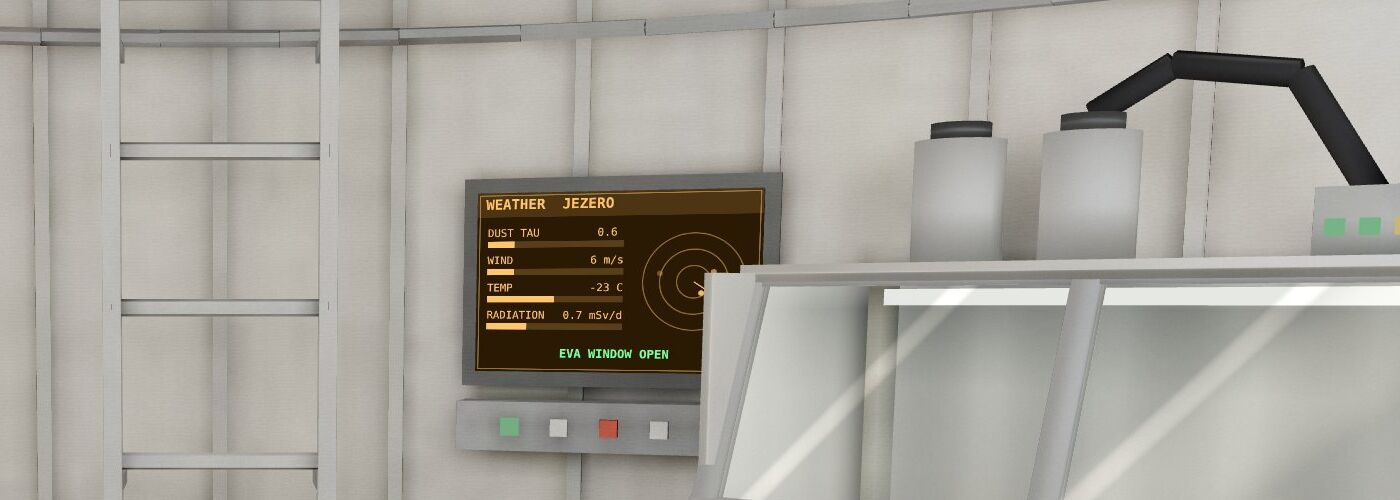 WEATHER JEZERO
DUST TAU 0.6
WIND 6 m/s
TEMP -23 C
RADIATION 0.7 mSv/d
EVA WINDOW OPEN